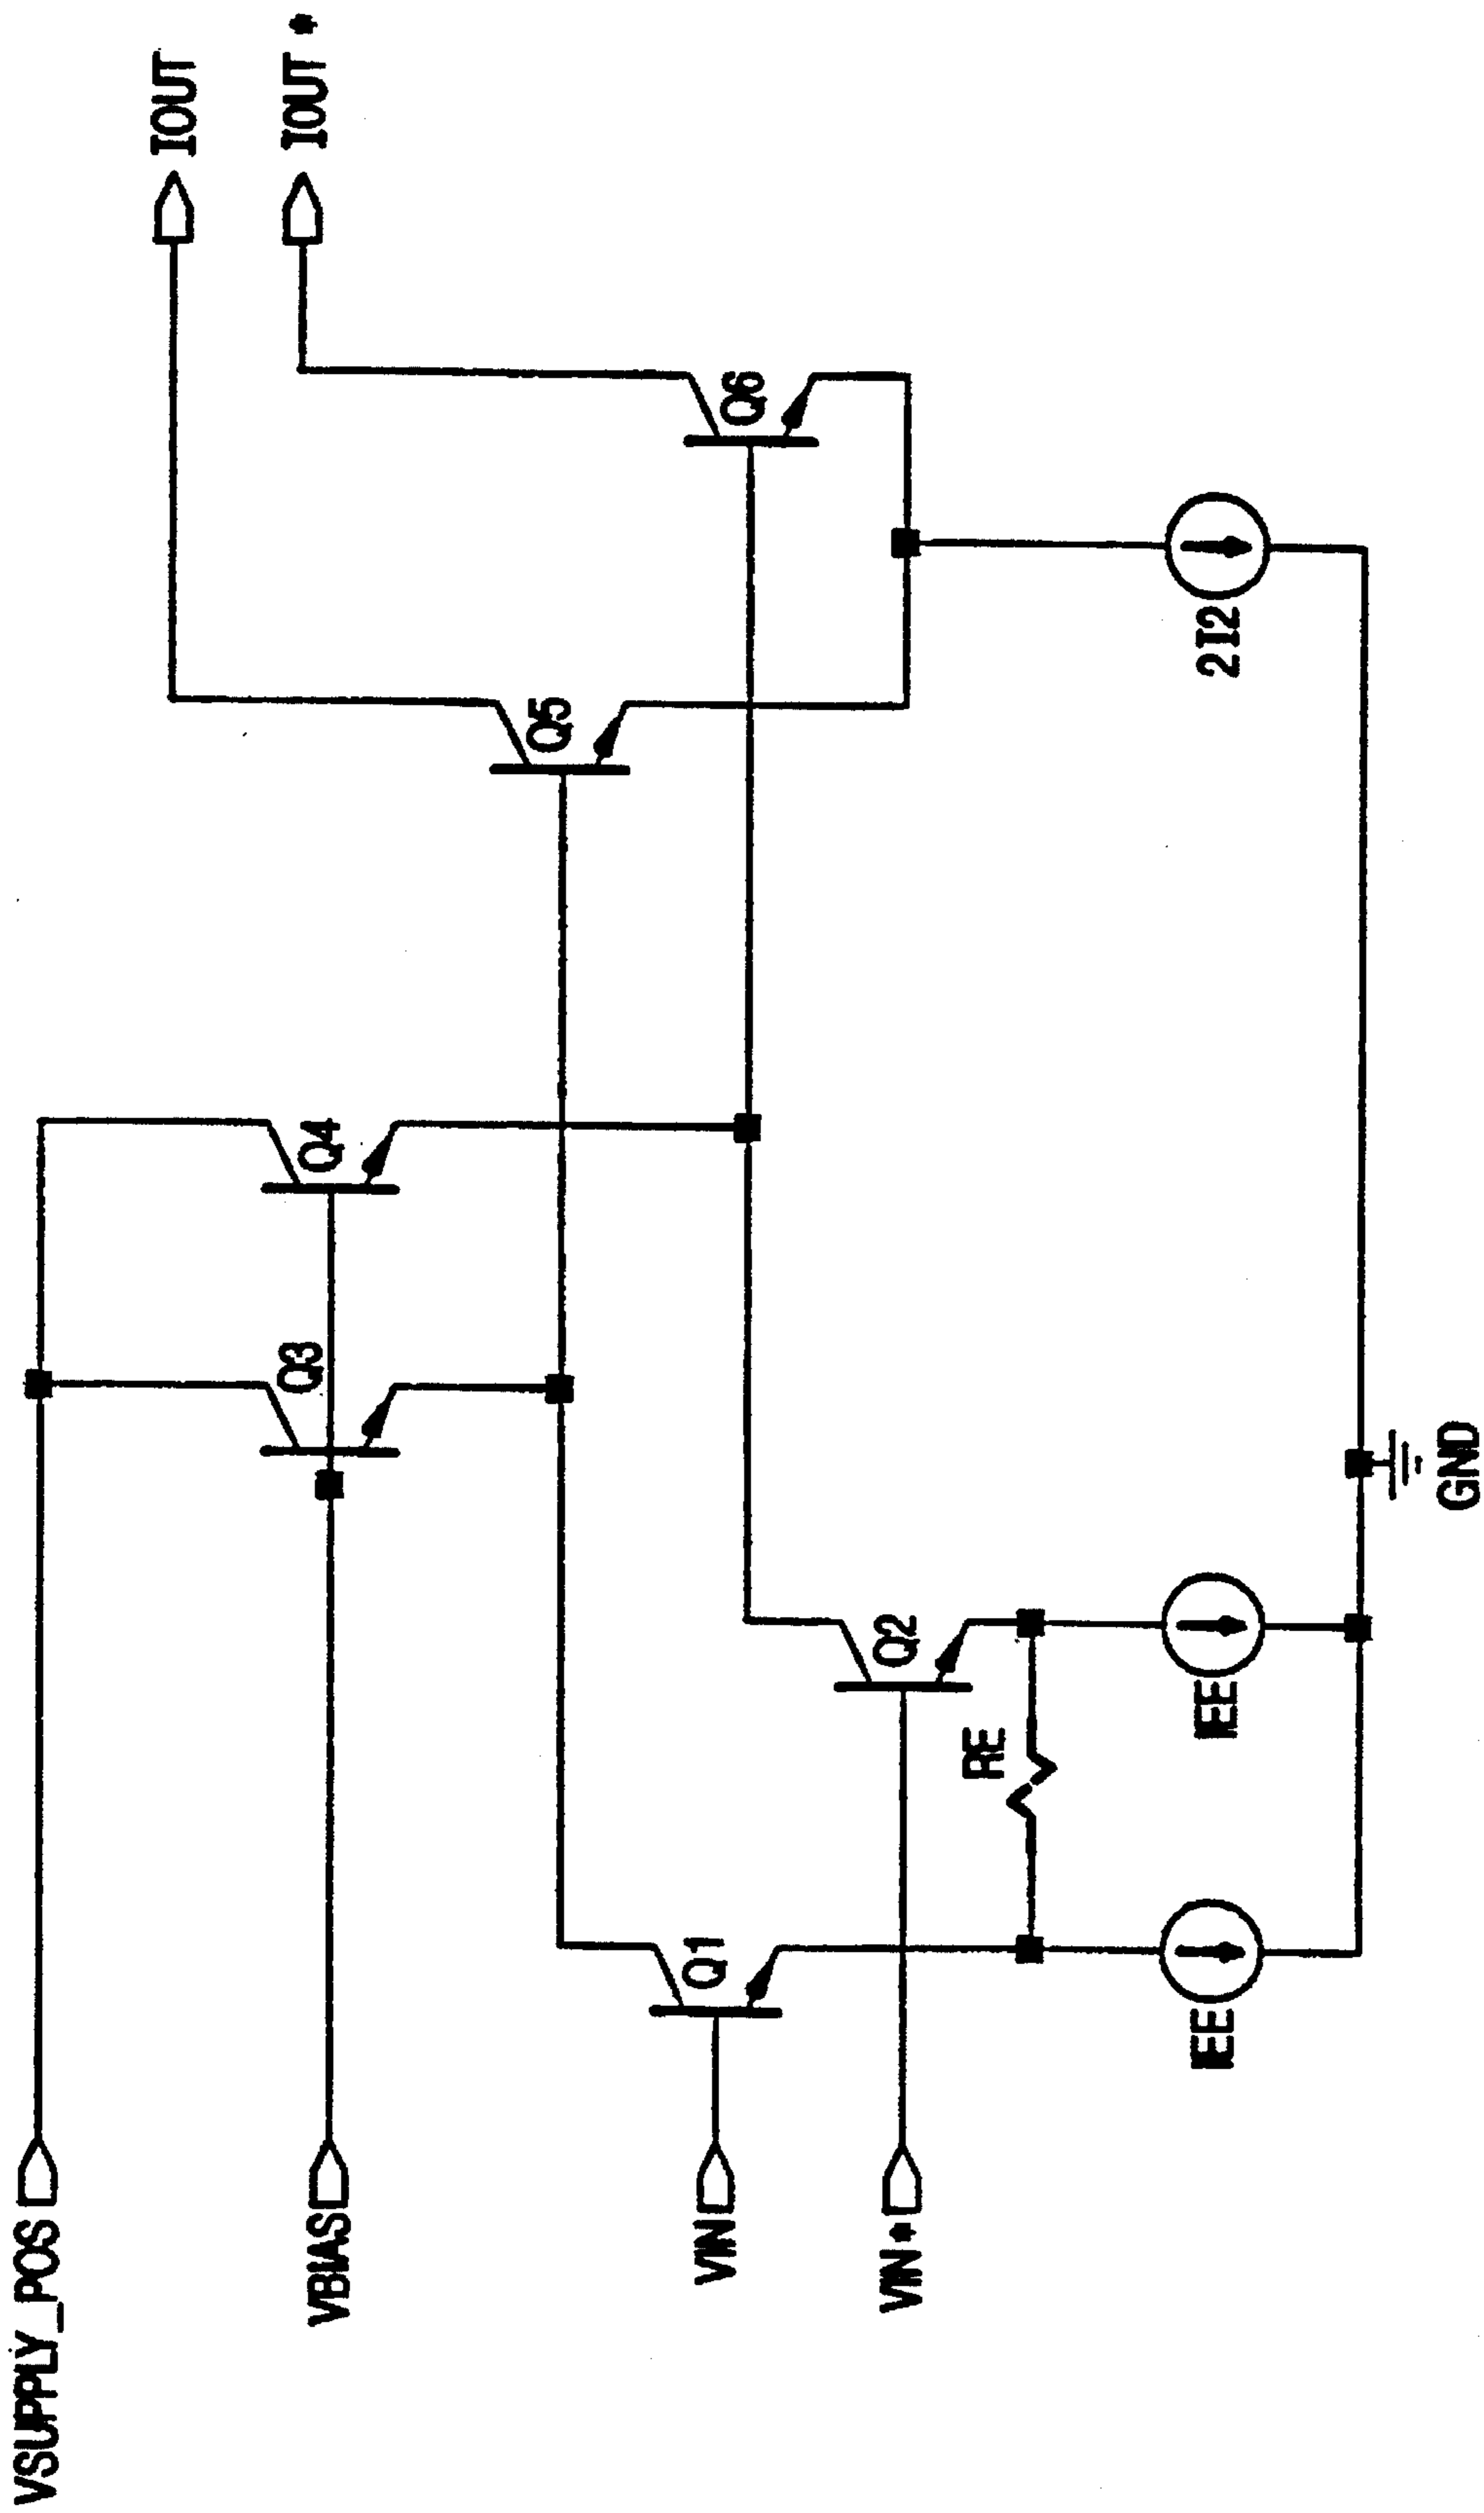 VSUPPLY_POS
VBIAS
VIN
VIN*
Q1
Q2
Q3
Q4
Q5
Q6
RE
IEE
IEE
2I2
GND
IOUT
IOUT*